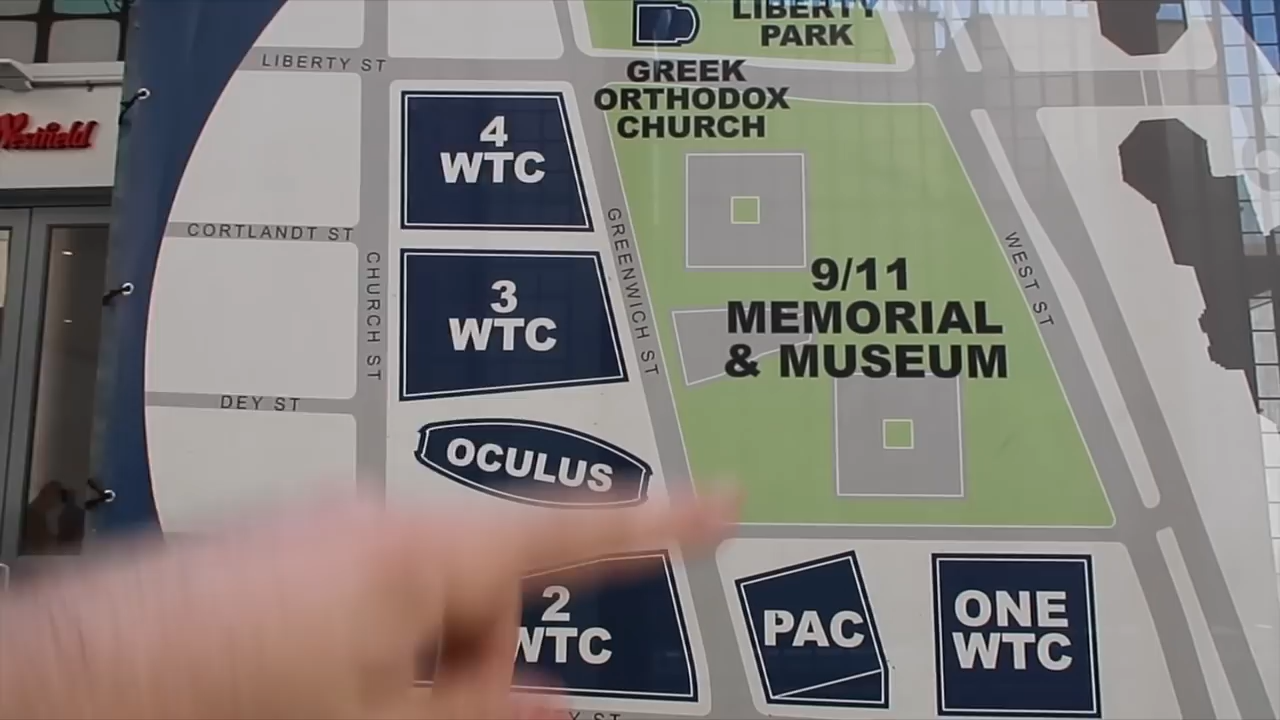 LIBERTY
PARK
LIBERTY ST
GREEK
ORTHODOX
CHURCH
Westfield
4
WTC
CORTLANDT ST
CHURCH ST
GREENWICH ST
WEST ST
9/11
MEMORIAL
& MUSEUM
3
WTC
DEY ST
OCULUS
2
WTC
PAC
ONE
WTC
ST